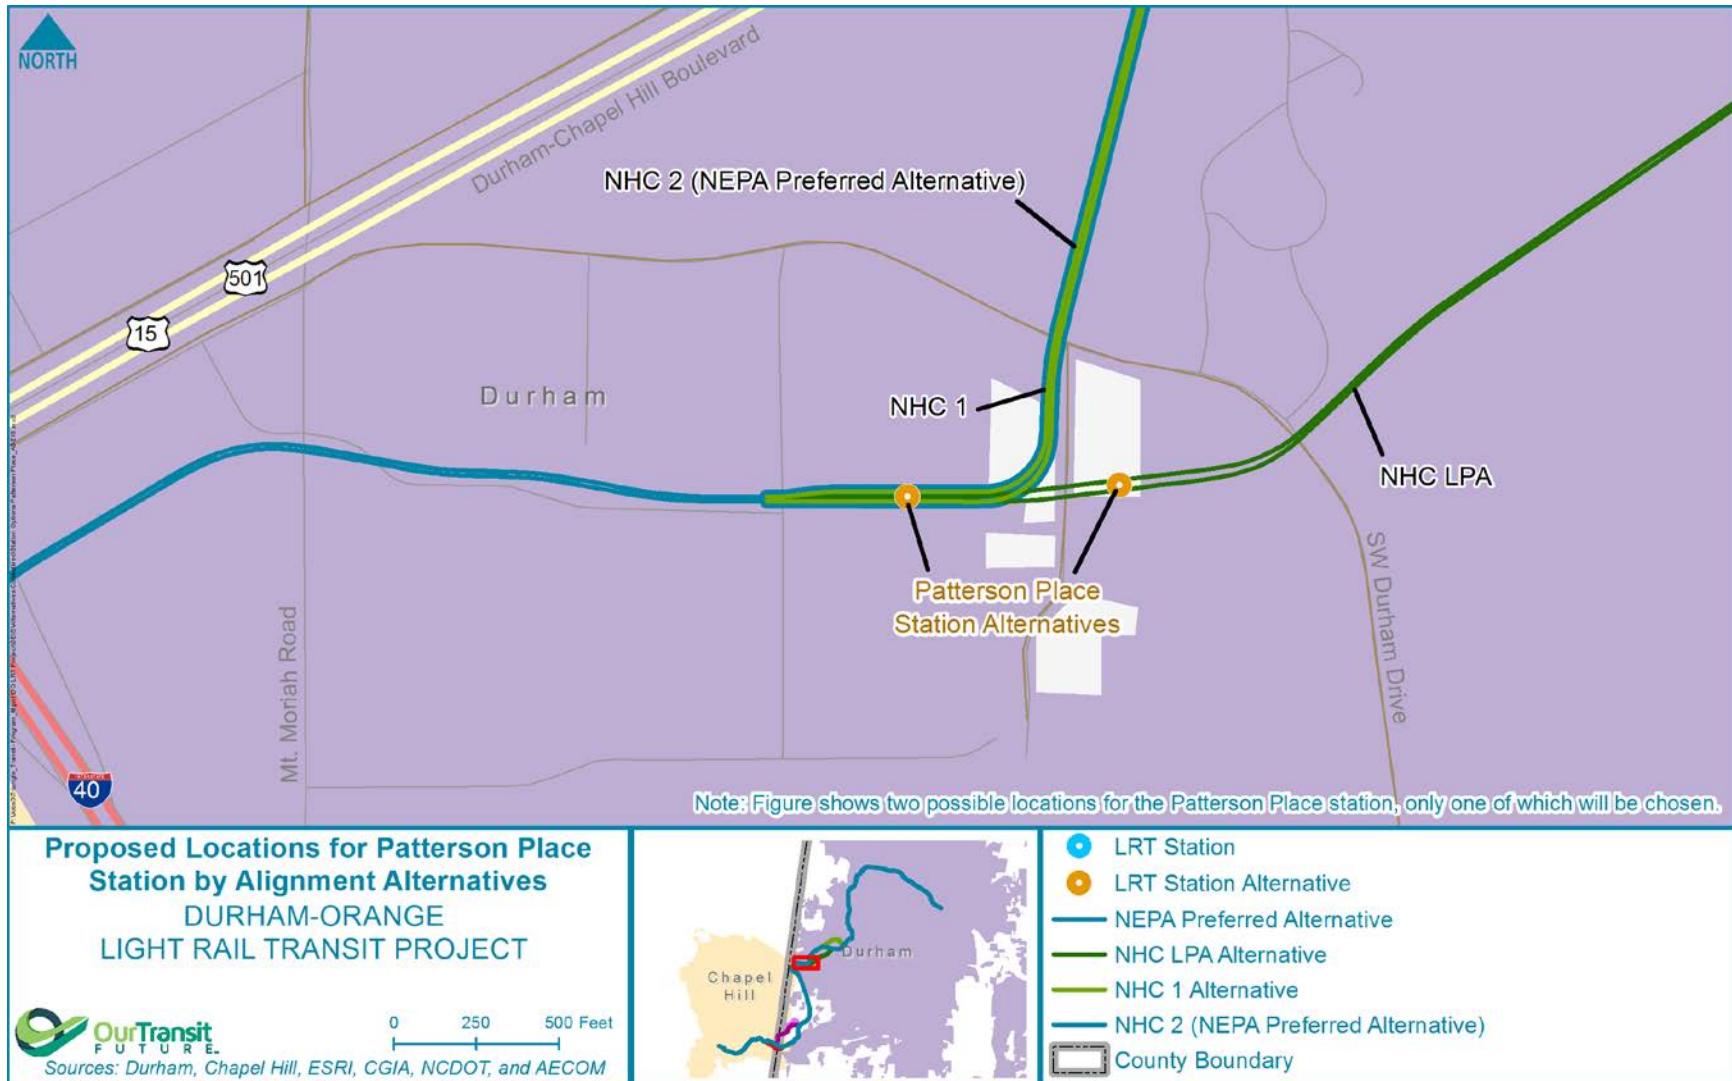 NORTH
Durham-Chapel Hill Boulevard
NHC 2 (NEPA Preferred Alternative)
501
15
Durham
NHC 1
NHC LPA
Patterson Place
Station Alternatives
SW Durham Drive
Mt. Moriah Road
INTERSTATE
40
Note: Figure shows two possible locations for the Patterson Place station, only one of which will be chosen.
Proposed Locations for Patterson Place
Station by Alignment Alternatives
DURHAM-ORANGE
LIGHT RAIL TRANSIT PROJECT
OurTransit
FUTURE
0 250 500 Feet
Sources: Durham, Chapel Hill, ESRI, CGIA, NCDOT, and AECOM
Durham
Chapel
Hill
LRT Station
LRT Station Alternative
NEPA Preferred Alternative
NHC LPA Alternative
NHC 1 Alternative
NHC 2 (NEPA Preferred Alternative)
County Boundary